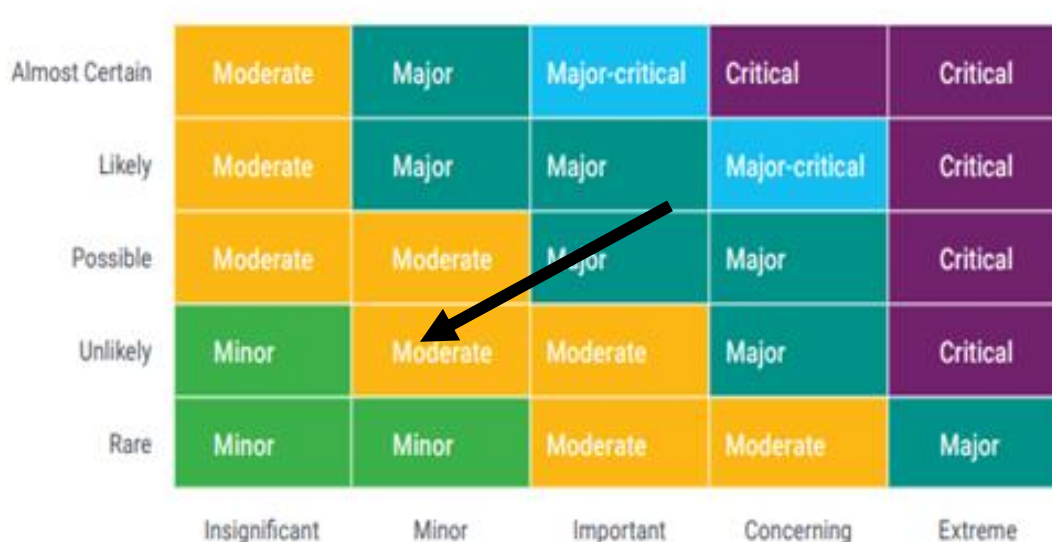 Almost Certain Moderate Major Major-critical Critical Critical
Likely Moderate Major Major Major-critical Critical
Possible Moderate Moderate Major Major Critical
Unlikely Minor Moderate Moderate Major Critical
Rare Minor Minor Moderate Moderate Major
Insignificant Minor Important Concerning Extreme